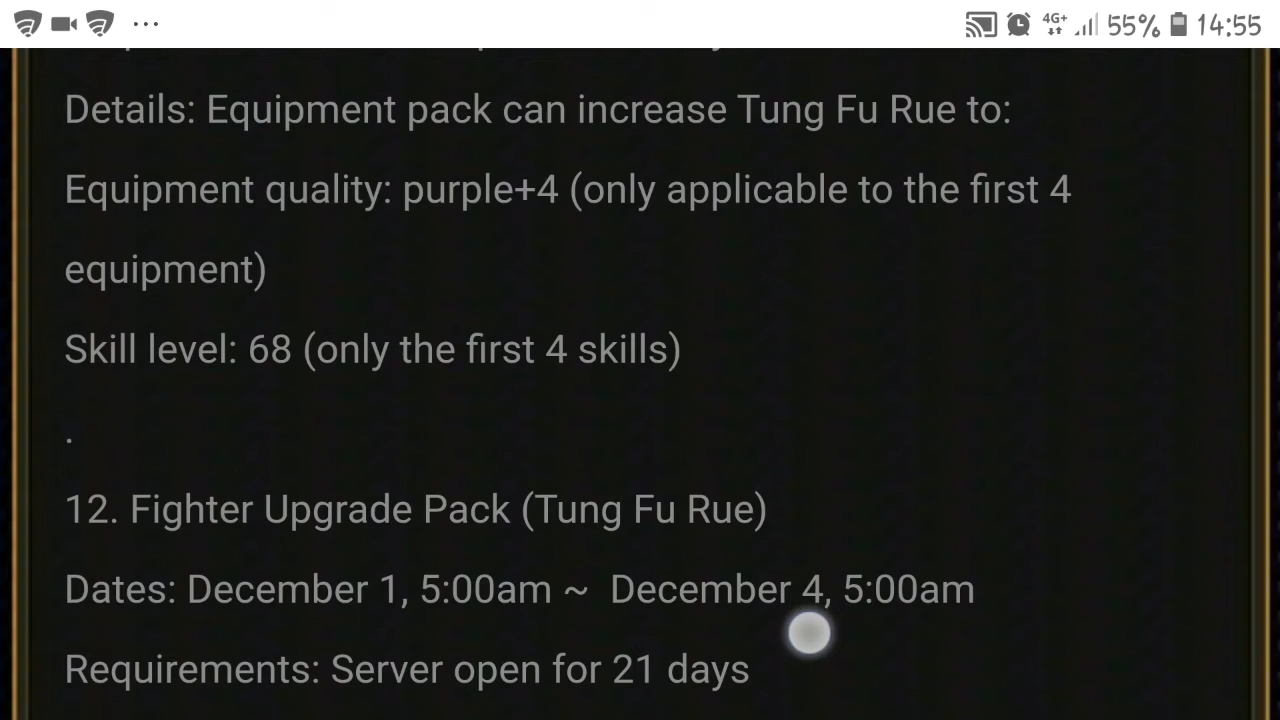 4G+ 55% 14:55
Details: Equipment pack can increase Tung Fu Rue to:
Equipment quality: purple+4 (only applicable to the first 4
equipment)
Skill level: 68 (only the first 4 skills)
.
12. Fighter Upgrade Pack (Tung Fu Rue)
Dates: December 1, 5:00am ~  December 4, 5:00am
Requirements: Server open for 21 days